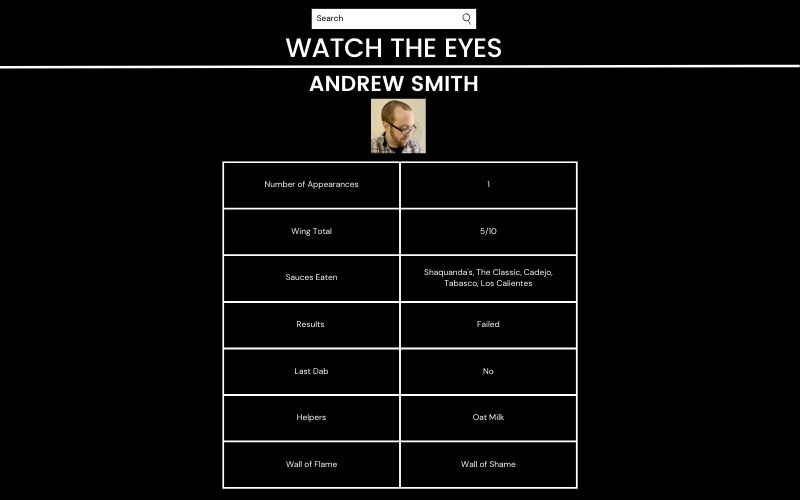 Search
WATCH THE EYES
ANDREW SMITH
Number of Appearances
1
Wing Total
5/10
Sauces Eaten
Shaquanda's, The Classic, Cadejo,
Tabasco, Los Calientes
Results
Failed
Last Dab
No
Helpers
Oat Milk
Wall of Flame
Wall of Shame